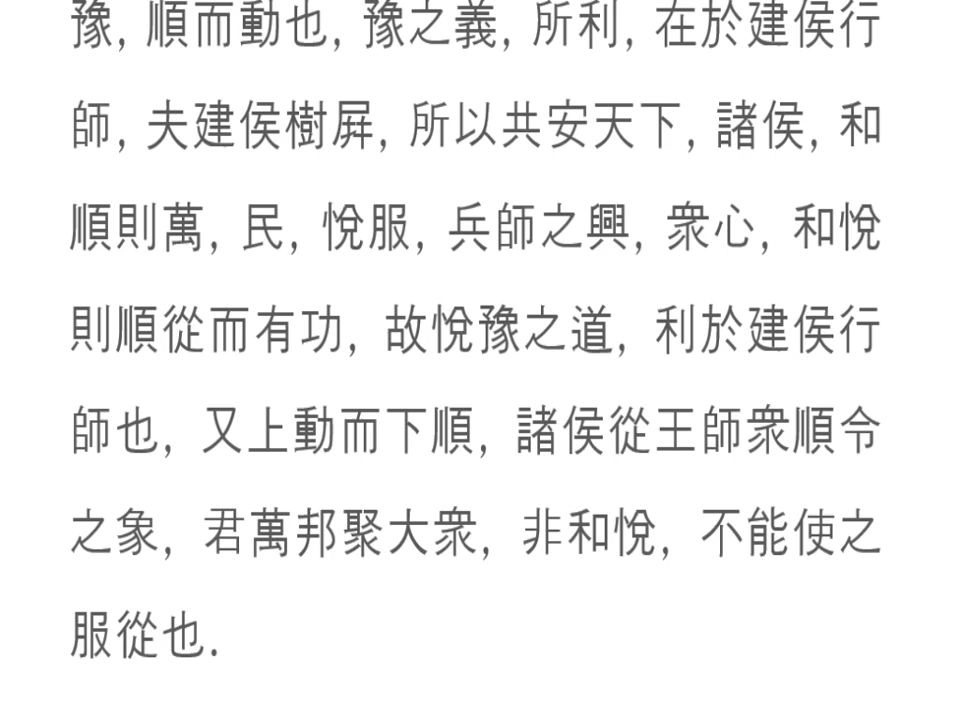 豫, 順而動也, 豫之義, 所利, 在於建侯行
師, 夫建侯樹屛, 所以共安天下, 諸侯, 和
順則萬, 民, 悅服, 兵師之興, 衆心, 和悅
則順從而有功, 故悅豫之道, 利於建侯行
師也, 又上動而下順, 諸侯從王師衆順令
之象, 君萬邦聚大衆, 非和悅, 不能使之
服從也.